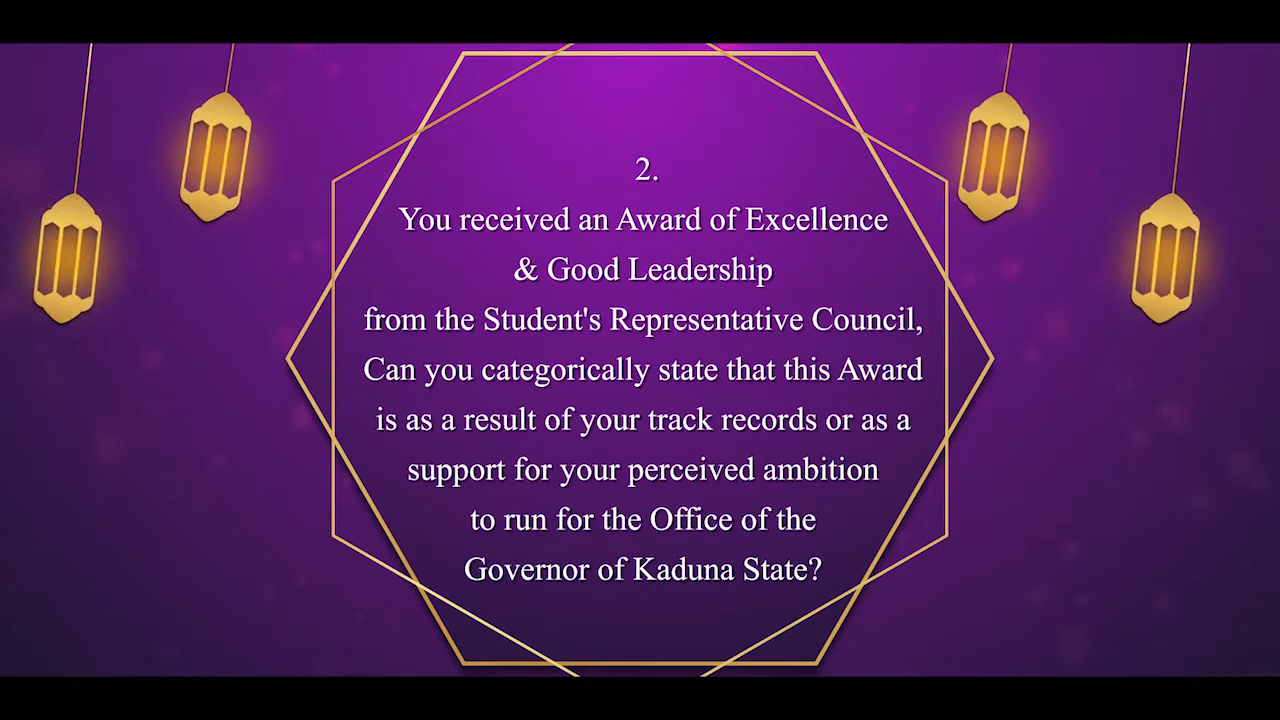 2.
You received an Award of Excellence
& Good Leadership
from the Student's Representative Council,
Can you categorically state that this Award
is as a result of your track records or as a
support for your perceived ambition
to run for the Office of the
Governor of Kaduna State?